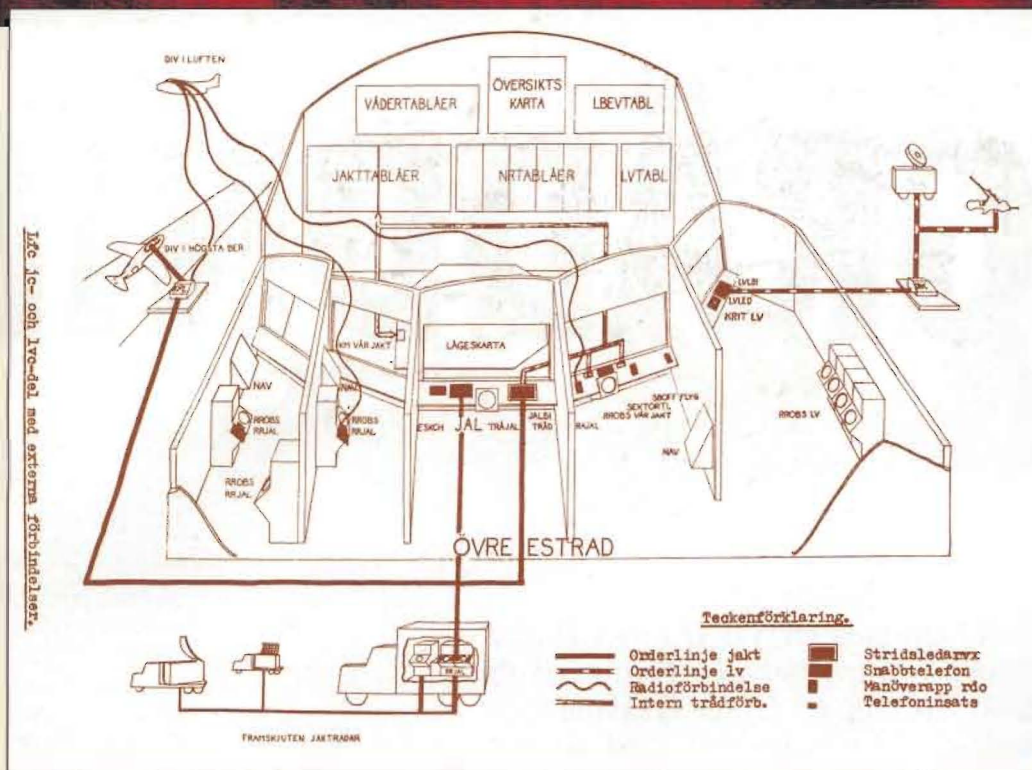 DIV I LUFTEN
VÄDERTABLÅER
ÖVERSIKTS
KARTA
LBEVTABL
JAKTTABLÅER
NRTABLÅER
LVTABL
DIV I HÖGSTA BER
LVLBI
LVLED
KRIT LV
KM VÅR JAKT
LÄGESKARTA
NAV
RROBS
RRJAL
NAV
RROBS
RRJAL
RROBS
RRJAL
ESKCH
JAL
TRÅJAL
JALBI
TRÅD
RRJAL
SBOFF FLYG
SEKTORTL
RROBS VÅR JAKT
NAV
RROBS LV
ÖVRE ESTRAD
RRJAL
FRAMSKJUTEN JAKTRADAR
Lfc jc- och lvc-del med externa förbindelser.
Teckenförklaring.
Orderlinje jakt
Orderlinje lv
Radioförbindelse
Intern trådförb.
Stridsledarvx
Snabbtelefon
Manöverapp rdo
Telefoninsats